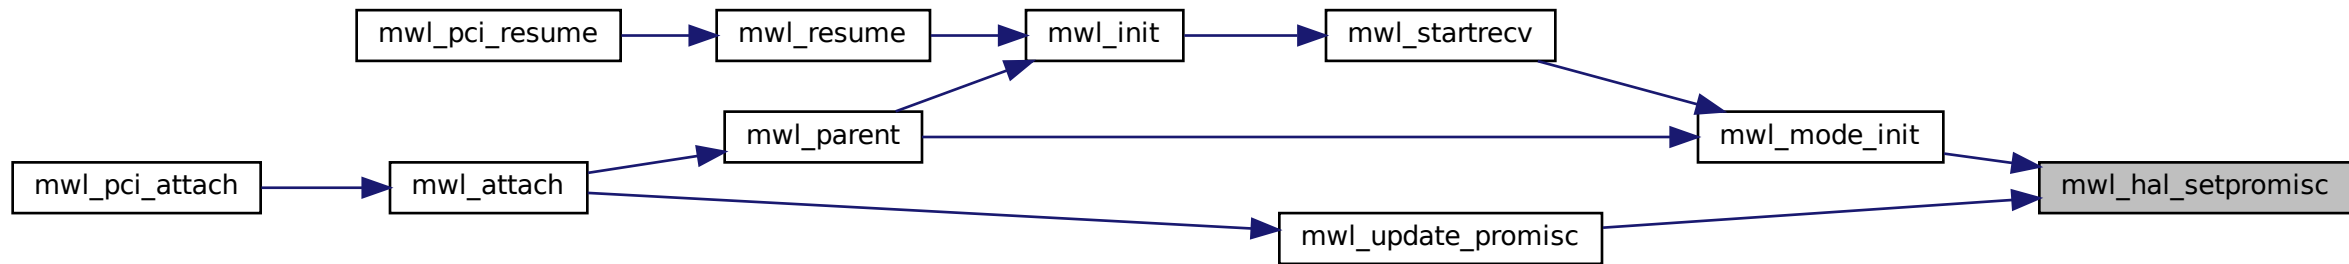 mwl_pci_resume
mwl_resume
mwl_init
mwl_startrecv
mwl_parent
mwl_mode_init
mwl_pci_attach
mwl_attach
mwl_hal_setpromisc
mwl_update_promisc